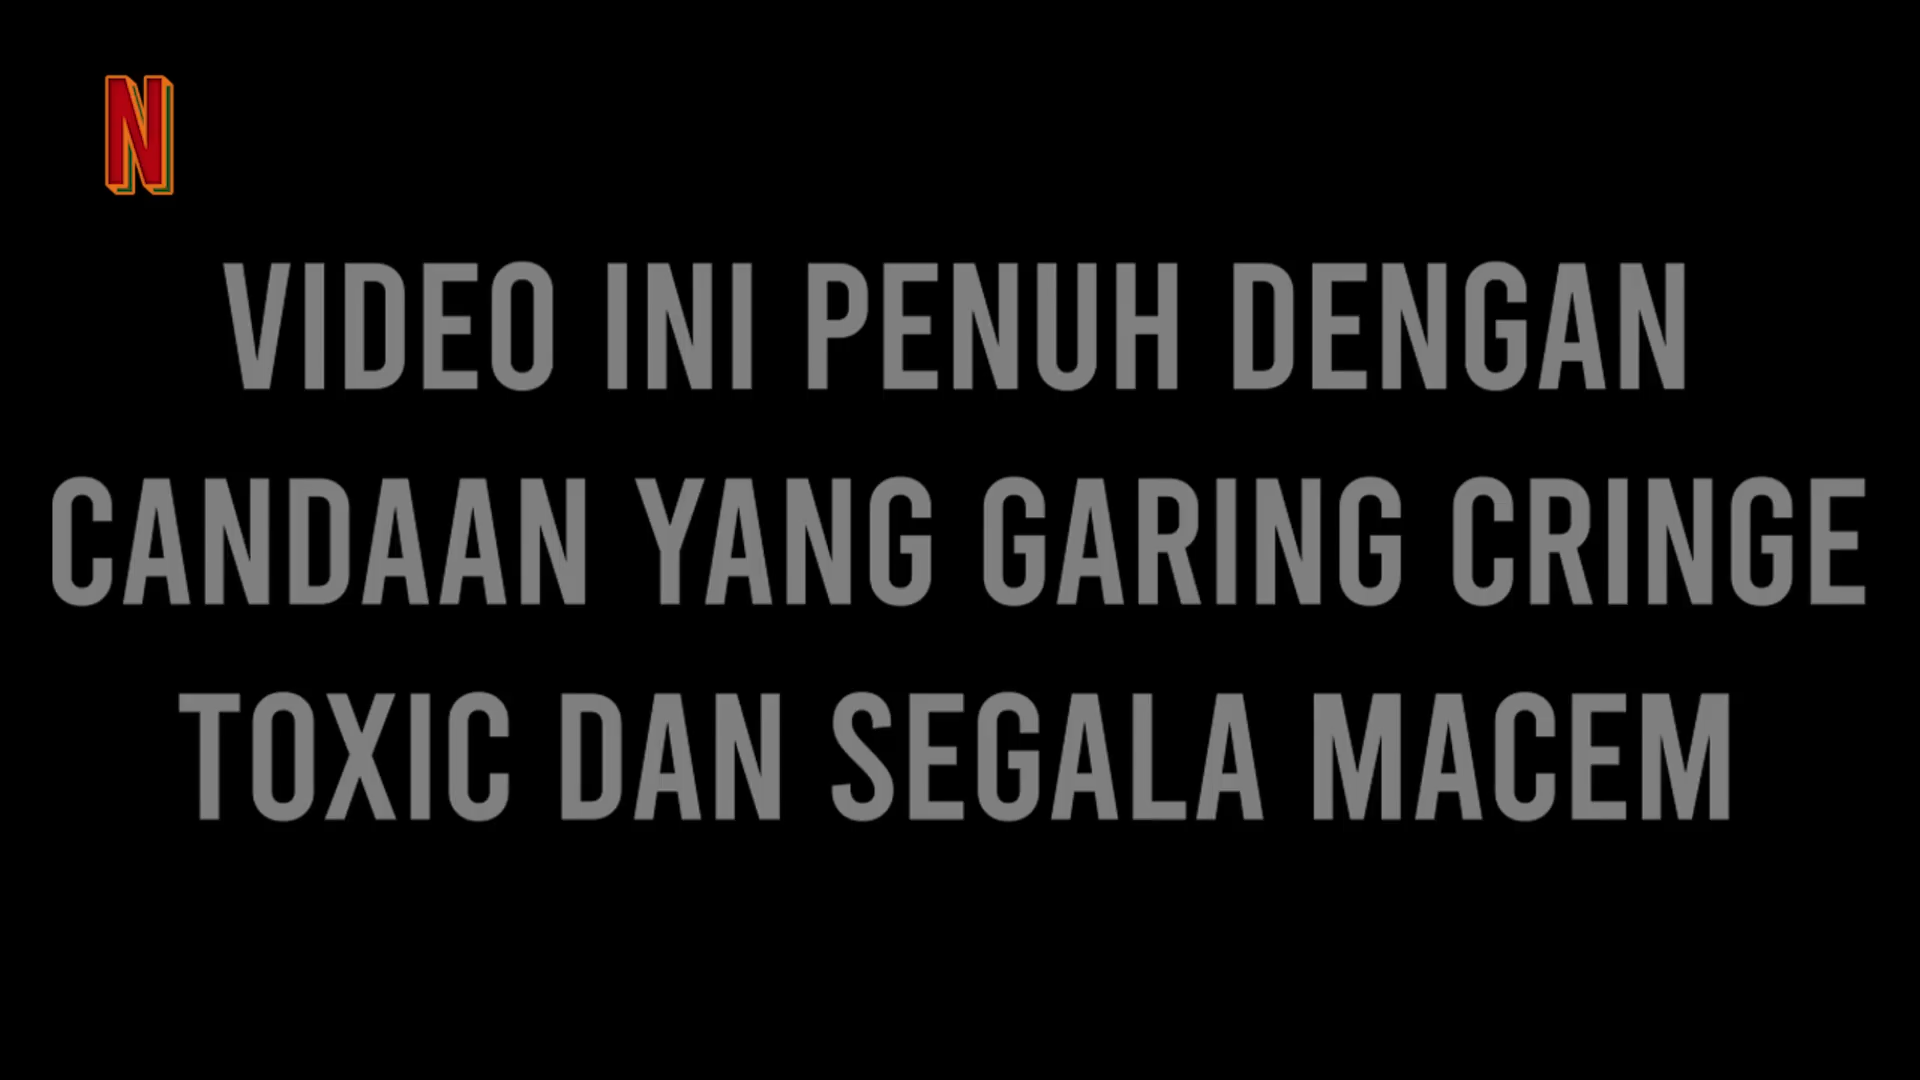 N
VIDEO INI PENUH DENGAN
CANDAAN YANG GARING CRINGE
TOXIC DAN SEGALA MACEM